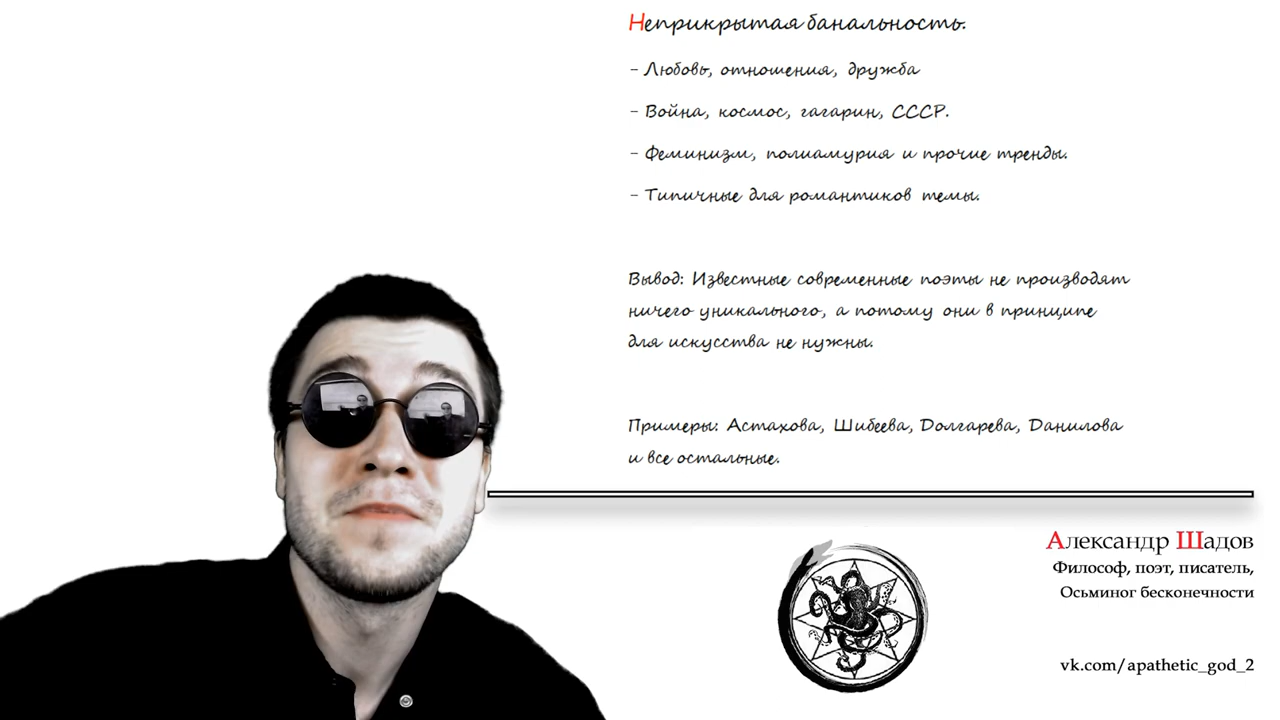 Неприкрытая банальность.
- Любовь, отношения, дружба
- Война, космос, гагарин, СССР.
- Феминизм, полиамурия и прочие тренды.
- Типичные для романтиков темы.
Вывод: Известные современные поэты не производят
ничего уникального, а потому они в принципе
для искусства не нужны.
Примеры: Астахова, Шибеева, Долгарева, Данилова
и все остальные.
Александр Шадов
Философ, поэт, писатель,
Осьминог бесконечности
vk.com/apathetic_god_2